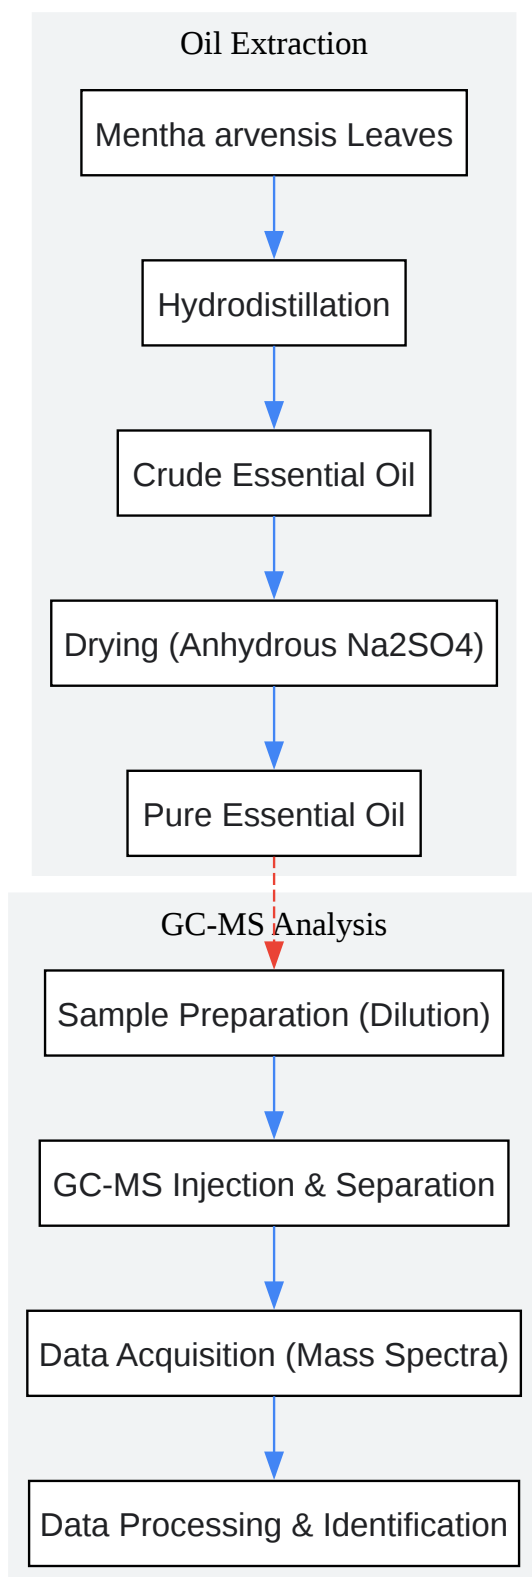 Oil Extraction
Mentha arvensis Leaves
Hydrodistillation
Crude Essential Oil
Drying (Anhydrous Na2SO4)
Pure Essential Oil
GC-MS Analysis
Sample Preparation (Dilution)
GC-MS Injection & Separation
Data Acquisition (Mass Spectra)
Data Processing & Identification